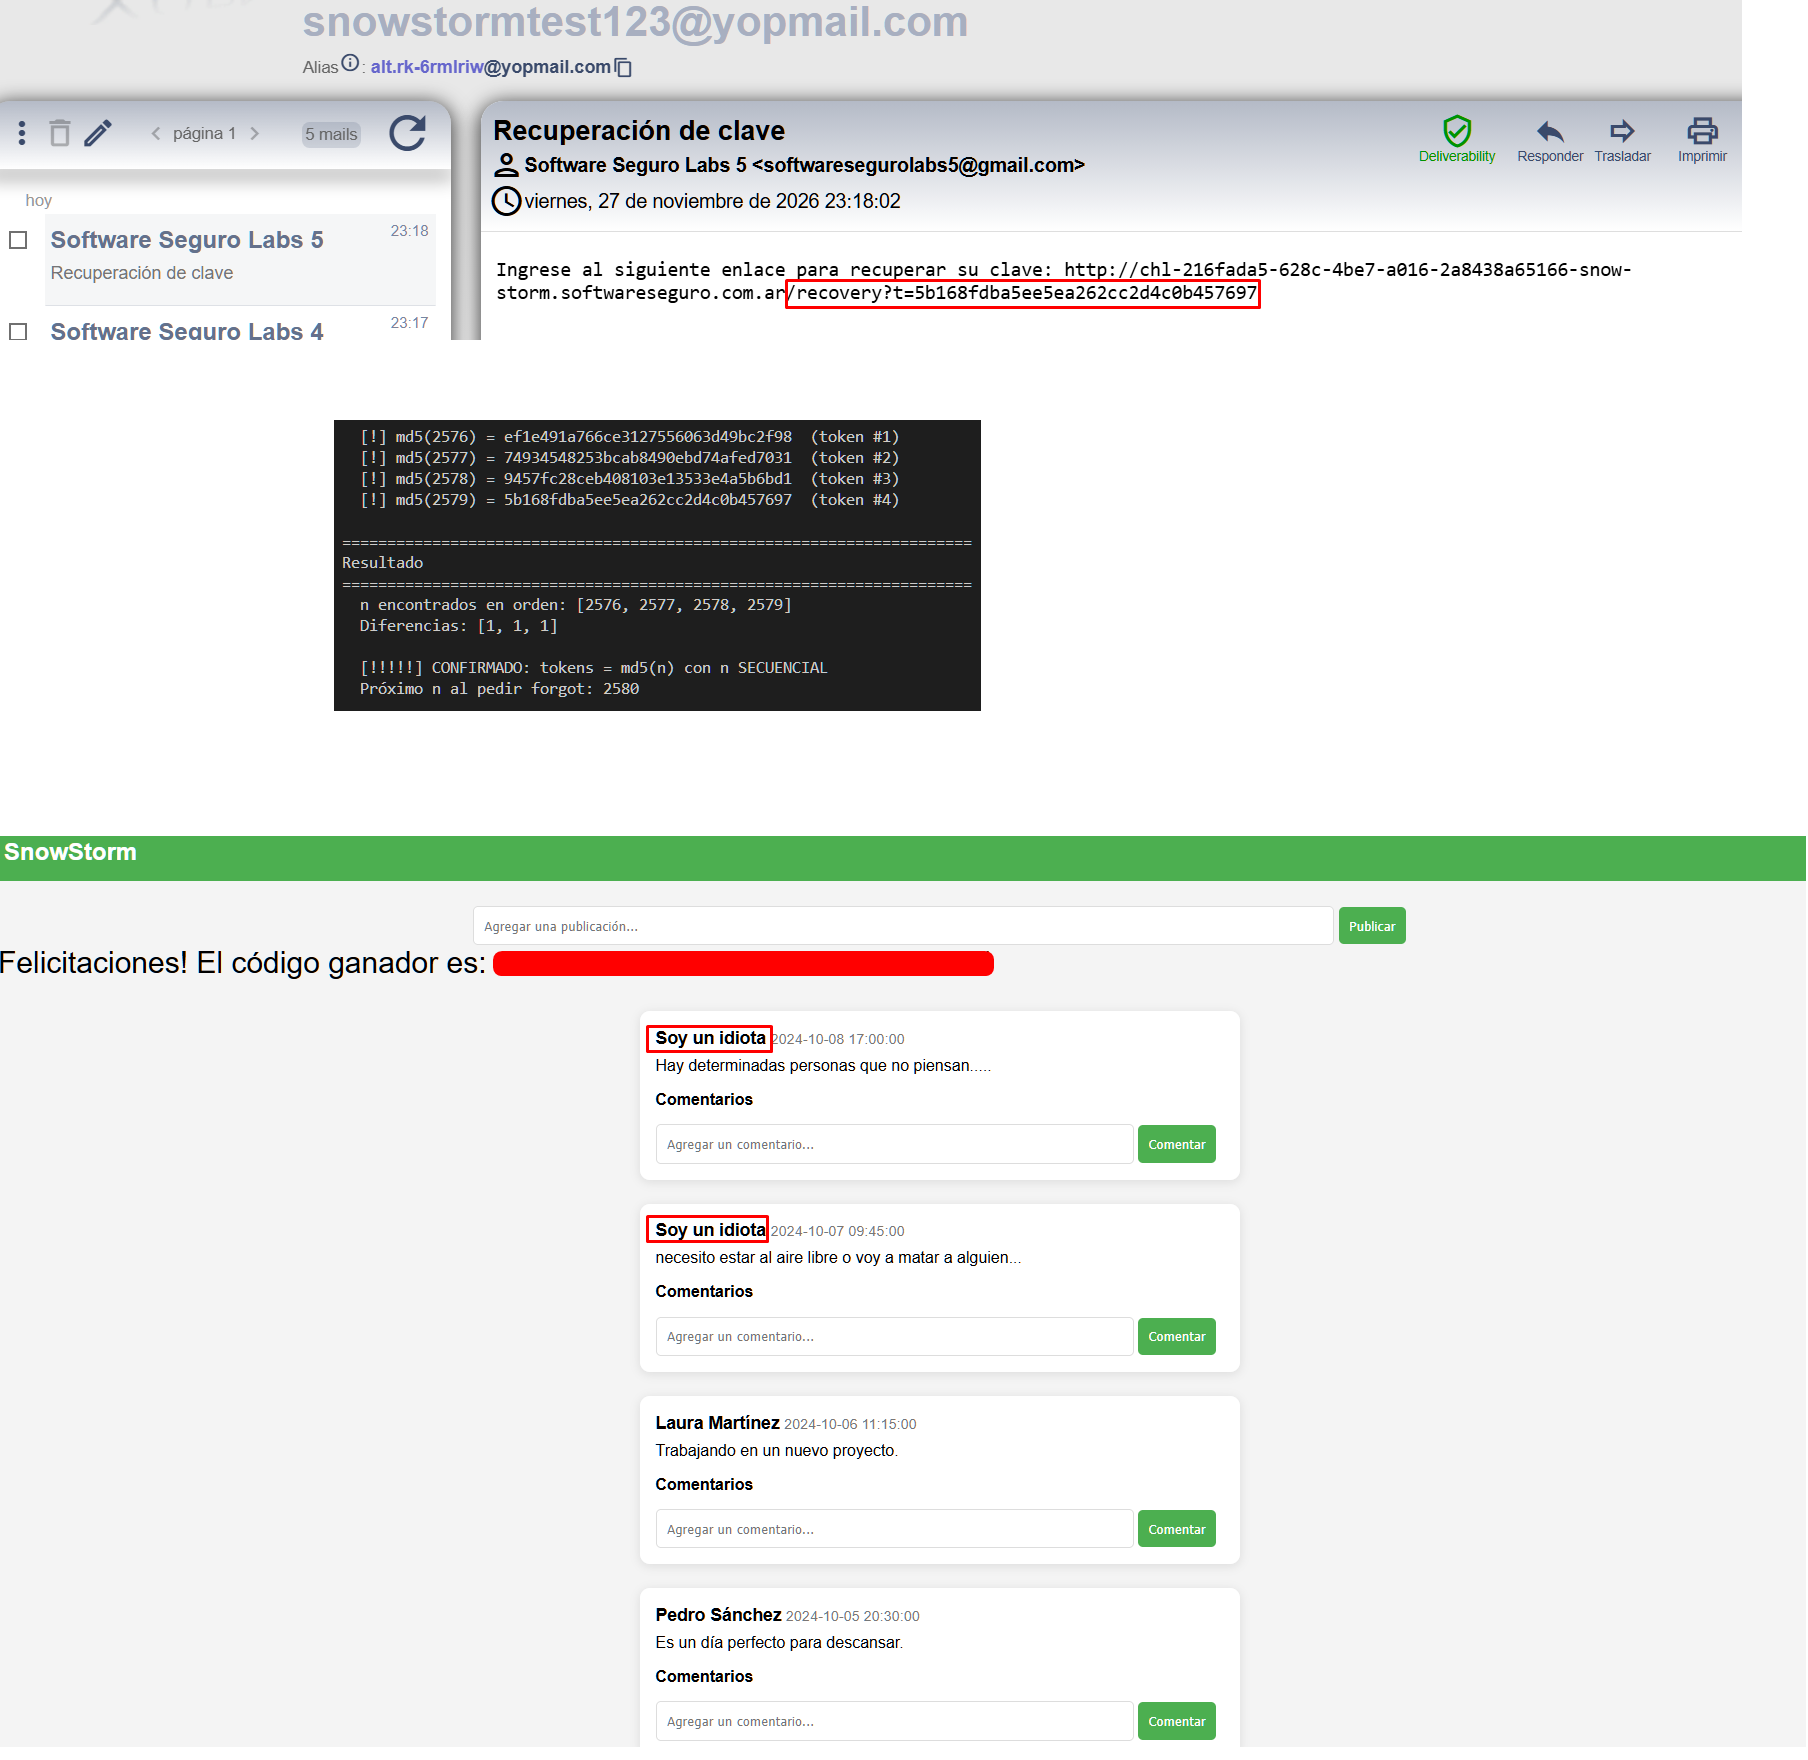 snowstormtest123@yopmail.com
Alias : alt.rk-6rmlriw@yopmail.com
página 1
5 mails
hoy
Software Seguro Labs 5 23:18
Recuperación de clave
Software Seguro Labs 4 23:17
Recuperación de clave
Software Seguro Labs 5 <softwaresegurolabs5@gmail.com>
viernes, 27 de noviembre de 2026 23:18:02
Deliverability Responder Trasladar Imprimir
Ingrese al siguiente enlace para recuperar su clave: http://chl-216fada5-628c-4be7-a016-2a8438a65166-snow-
storm.softwareseguro.com.ar/recovery?t=5b168fdba5ee5ea262cc2d4c0b457697
[!] md5(2576) = ef1e491a766ce3127556063d49bc2f98 (token #1)
[!] md5(2577) = 74934548253bcab8490ebd74afed7031 (token #2)
[!] md5(2578) = 9457fc28ceb408103e13533e4a5b6bd1 (token #3)
[!] md5(2579) = 5b168fdba5ee5ea262cc2d4c0b457697 (token #4)
======================================================================
Resultado
======================================================================
n encontrados en orden: [2576, 2577, 2578, 2579]
Diferencias: [1, 1, 1]
[!!!!!] CONFIRMADO: tokens = md5(n) con n SECUENCIAL
Próximo n al pedir forgot: 2580
SnowStorm
Agregar una publicación... Publicar
Felicitaciones! El código ganador es:
Soy un idiota 2024-10-08 17:00:00
Hay determinadas personas que no piensan.....
Comentarios
Agregar un comentario... Comentar
Soy un idiota 2024-10-07 09:45:00
necesito estar al aire libre o voy a matar a alguien...
Comentarios
Agregar un comentario... Comentar
Laura Martínez 2024-10-06 11:15:00
Trabajando en un nuevo proyecto.
Comentarios
Agregar un comentario... Comentar
Pedro Sánchez 2024-10-05 20:30:00
Es un día perfecto para descansar.
Comentarios
Agregar un comentario... Comentar